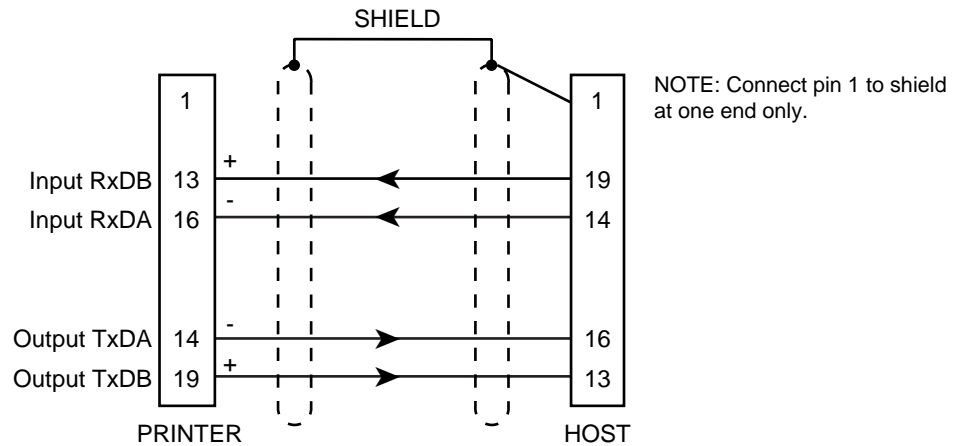 SHIELD
1
1
NOTE: Connect pin 1 to shield
at one end only.
+
Input RxDB 13 19
-
Input RxDA 16 14
-
Output TxDA 14 16
+
Output TxDB 19 13
PRINTER HOST